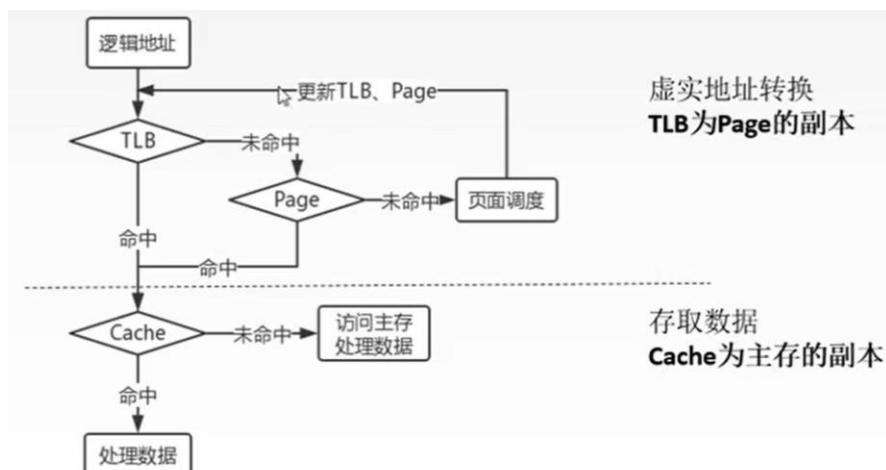 逻辑地址
更新TLB、Page
虚实地址转换
TLB为Page的副本
TLB
未命中
Page
未命中
页面调度
命中
命中
存取数据
Cache为主存的副本
Cache
未命中
访问主存
处理数据
命中
处理数据